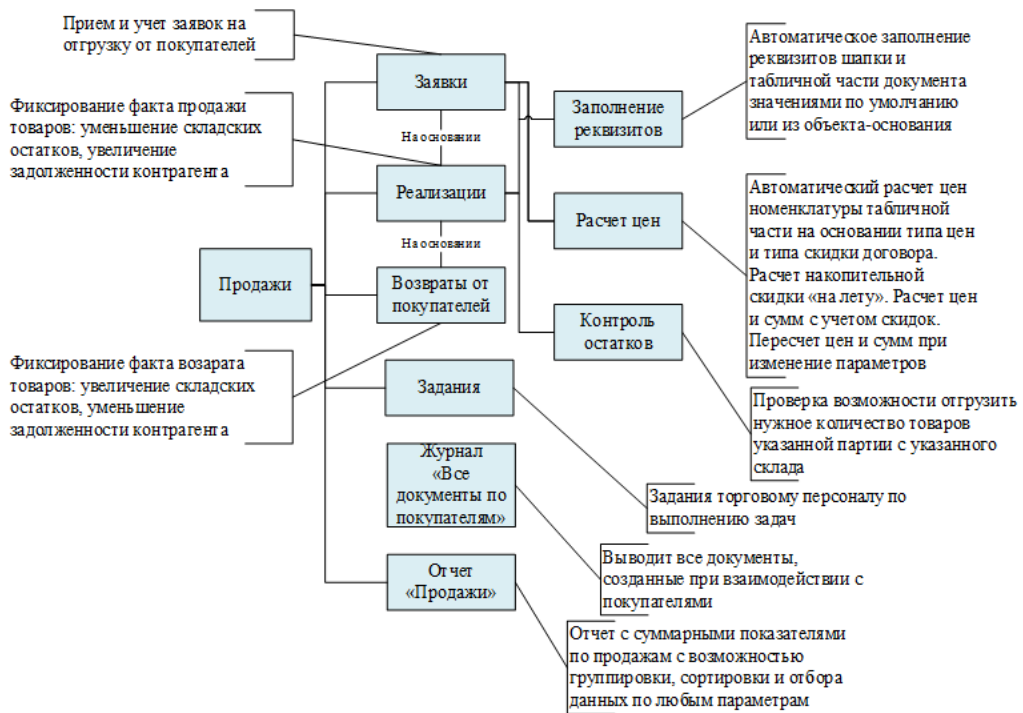 Прием и учет заявок на
отгрузку от покупателей
Заявки
Автоматическое заполнение
реквизитов шапки и
табличной части документа
значениями по умолчанию
или из объекта-основания
Фиксирование факта продажи
товаров: уменьшение складских
остатков, увеличение
задолженности контрагента
На основании
Заполнение
реквизитов
Реализации
Расчет цен
Автоматический расчет цен
номенклатуры табличной
части на основании типа цен
и типа скидки договора.
Расчет накопительной
скидки «на лету». Расчет цен
и сумм с учетом скидок.
Пересчет цен и сумм при
изменение параметров
На основании
Продажи
Возвраты от
покупателей
Контроль
остатков
Фиксирование факта возарата
товаров: увеличение складских
остатков, уменьшение
задолженности контрагента
Задания
Проверка возможности отгрузить
нужное количество товаров
указанной партии с указанного
склада
Журнал
«Все
документы по
покупателям»
Задания торговому персоналу по
выполнению задач
Отчет
«Продажи»
Выводит все документы,
созданные при взаимодействии с
покупателями
Отчет с суммарными показателями
по продажам с возможностью
группировки, сортировки и отбора
данных по любым параметрам